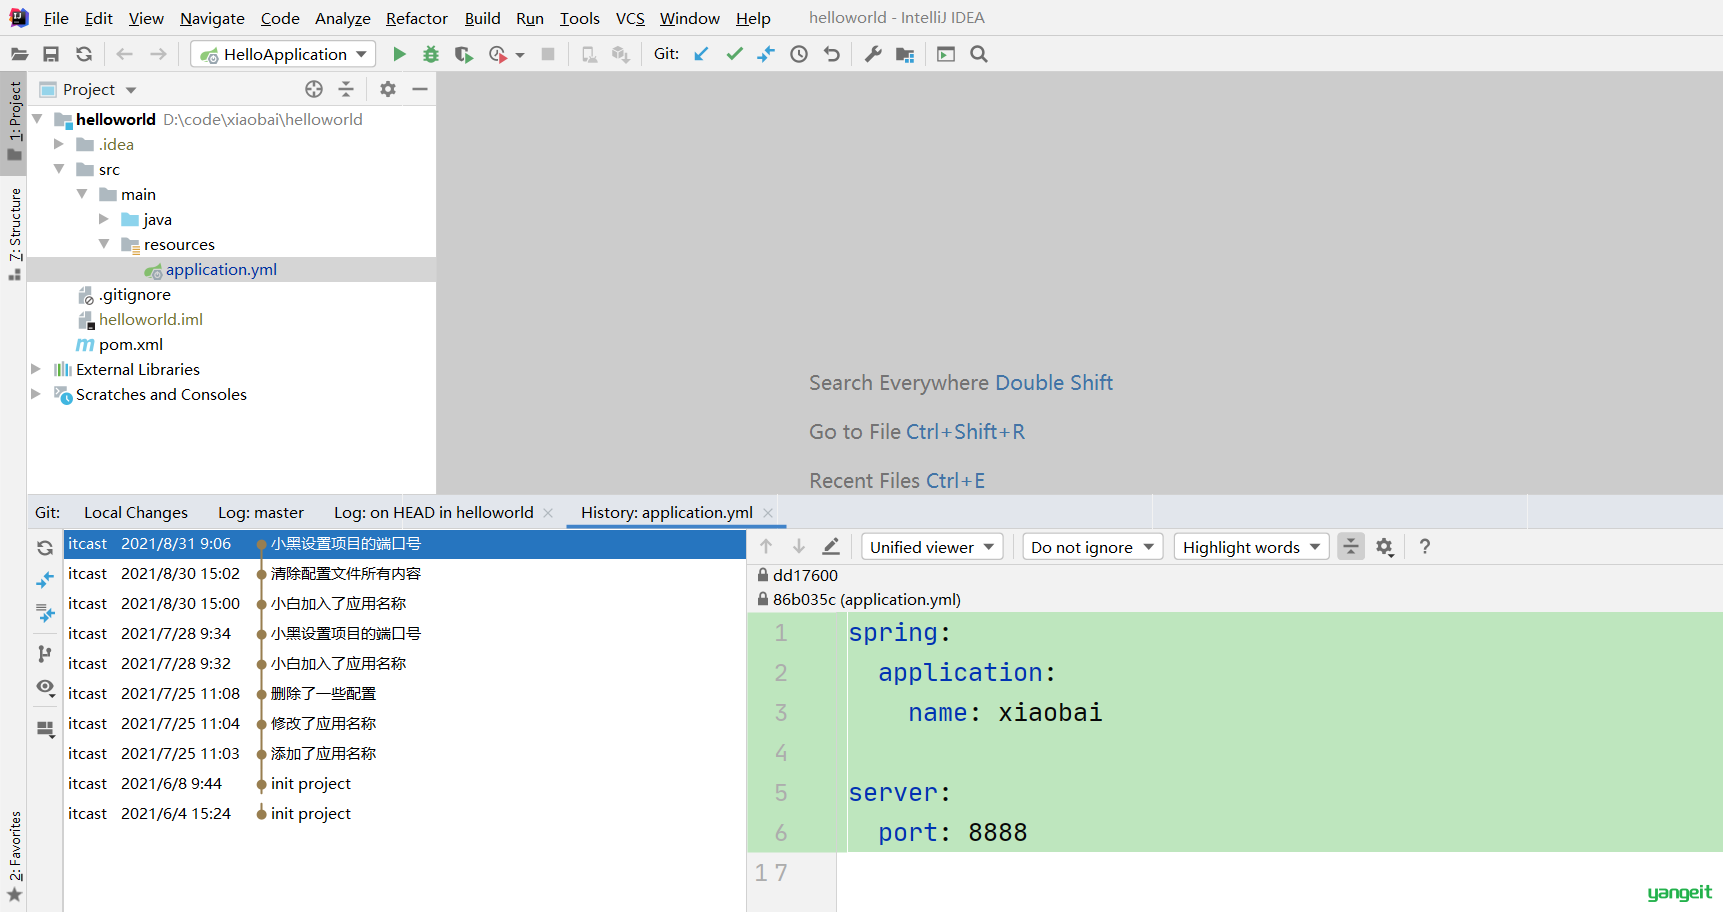 File Edit View Navigate Code Analyze Refactor Build Run Tools VCS Window Help helloworld - IntelliJ IDEA
HelloApplication Git:
1: Project
7: Structure
2: Favorites
Project
helloworld D:\code\xiaobai\helloworld
.idea
src
main
java
resources
application.yml
.gitignore
helloworld.iml
pom.xml
External Libraries
Scratches and Consoles
Search Everywhere Double Shift
Go to File Ctrl+Shift+R
Recent Files Ctrl+E
Git: Local Changes Log: master Log: on HEAD in helloworld History: application.yml
itcast 2021/8/31 9:06 小黑设置项目的端口号
itcast 2021/8/30 15:02 清除配置文件所有内容
itcast 2021/8/30 15:00 小白加入了应用名称
itcast 2021/7/28 9:34 小黑设置项目的端口号
itcast 2021/7/28 9:32 小白加入了应用名称
itcast 2021/7/25 11:08 删除了一些配置
itcast 2021/7/25 11:04 修改了应用名称
itcast 2021/7/25 11:03 添加了应用名称
itcast 2021/6/8 9:44 init project
itcast 2021/6/4 15:24 init project
Unified viewer Do not ignore Highlight words ?
dd17600
86b035c (application.yml)
1 spring:
2 application:
3 name: xiaobai
4
5 server:
6 port: 8888
1 7
yangeit